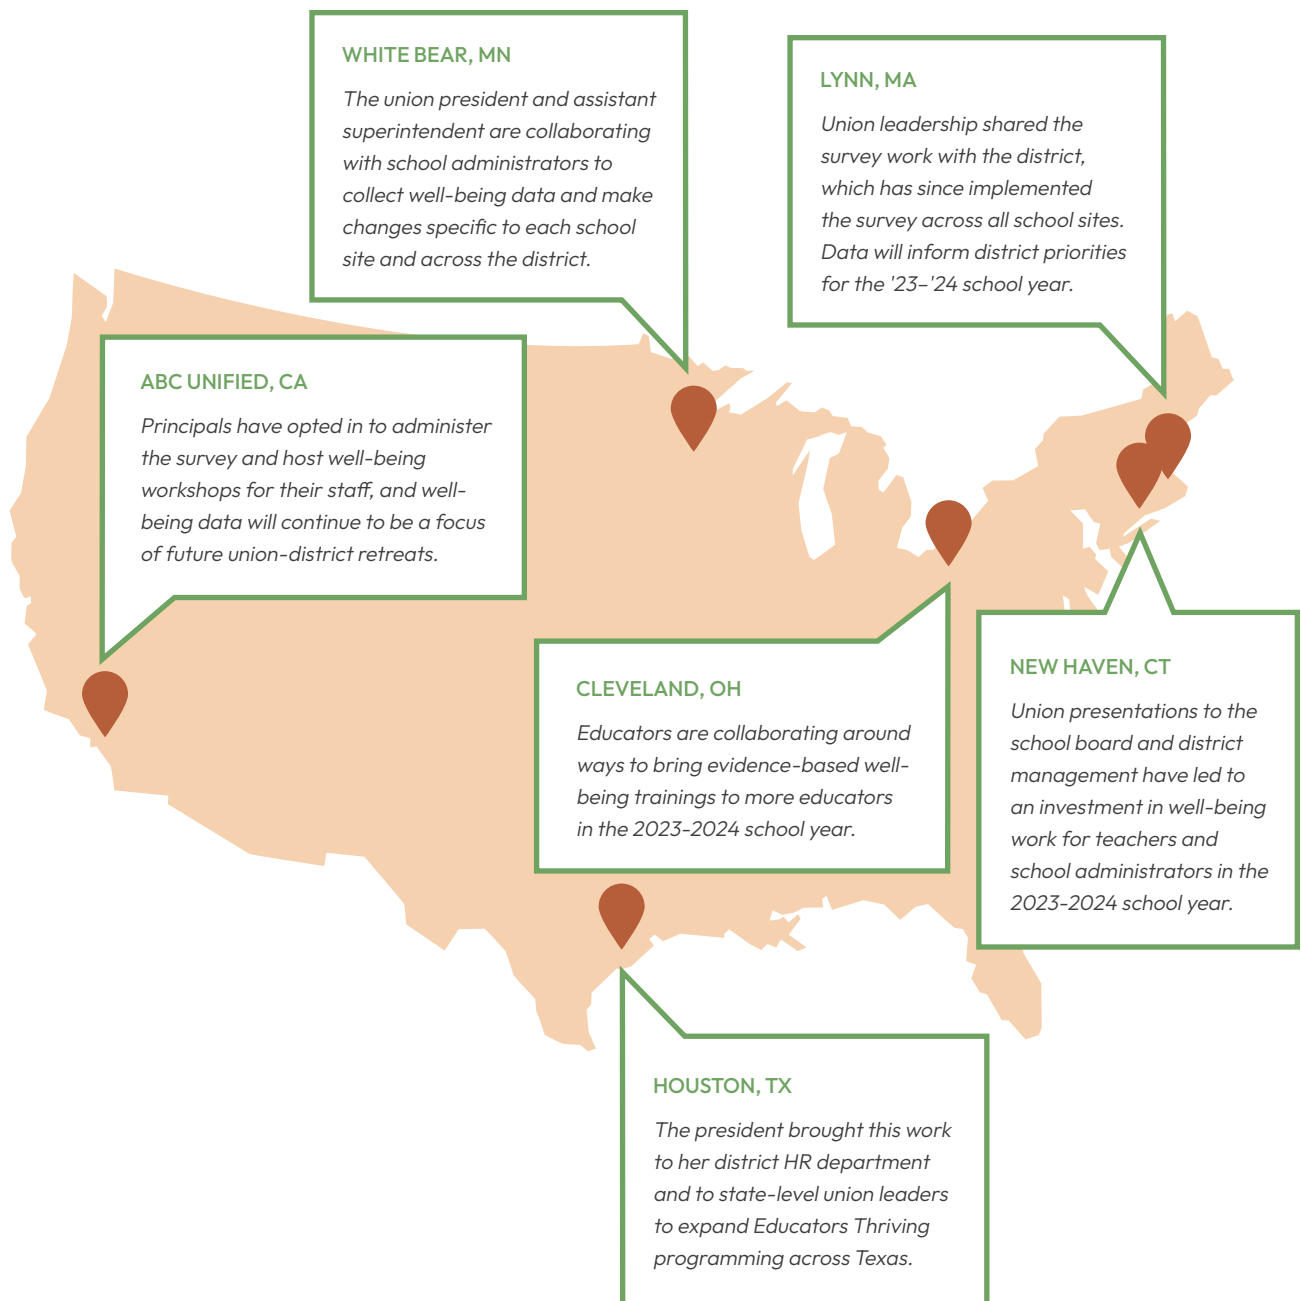 WHITE BEAR, MN
The union president and assistant
superintendent are collaborating
with school administrators to
collect well-being data and make
changes specific to each school
site and across the district.
LYNN, MA
Union leadership shared the
survey work with the district,
which has since implemented
the survey across all school sites.
Data will inform district priorities
for the '23–'24 school year.
ABC UNIFIED, CA
Principals have opted in to administer
the survey and host well-being
workshops for their staff, and well-
being data will continue to be a focus
of future union-district retreats.
CLEVELAND, OH
Educators are collaborating around
ways to bring evidence-based well-
being trainings to more educators
in the 2023-2024 school year.
NEW HAVEN, CT
Union presentations to the
school board and district
management have led to
an investment in well-being
work for teachers and
school administrators in the
2023-2024 school year.
HOUSTON, TX
The president brought this work
to her district HR department
and to state-level union leaders
to expand Educators Thriving
programming across Texas.